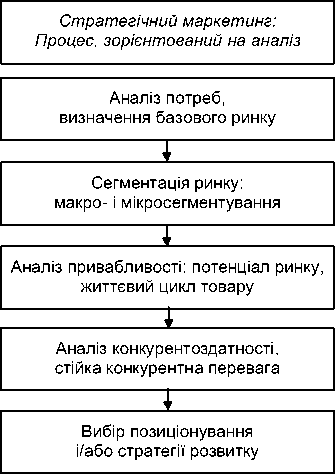 Стратегічний маркетинг:
Процес, зорієнтований на аналіз
Аналіз потреб,
визначення базового ринку
Сегментація ринку:
макро- і мікросегментування
Аналіз привабливості: потенціал ринку,
життєвий цикл товару
Аналіз конкурентоздатності,
стійка конкурентна перевага
Вибір позиціонування
і/або стратегії розвитку